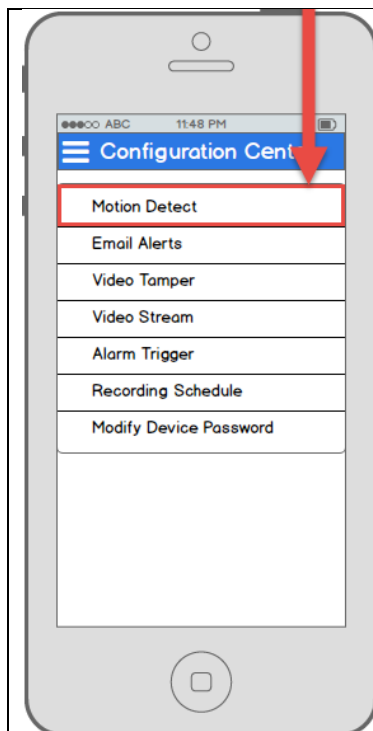 ABC 11:48 PM
Configuration Cent
Motion Detect
Email Alerts
Video Tamper
Video Stream
Alarm Trigger
Recording Schedule
Modify Device Password